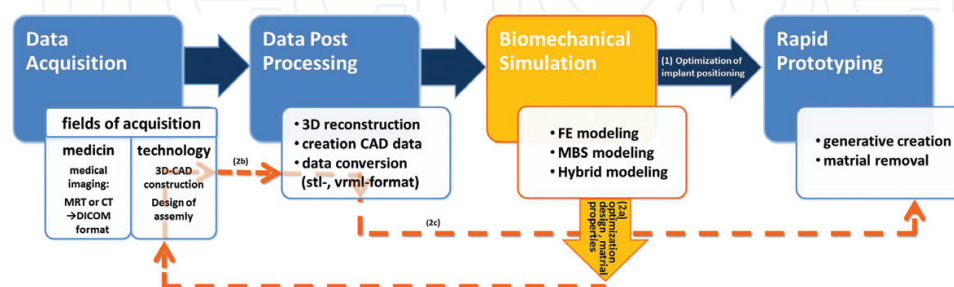 Data
Acquisition
fields of acquisition
medicin
medical
imaging:
MRT or CT
→DICOM
format
technology
3D-CAD
construction
Design of
assemly
(2b)
Data Post
Processing
• 3D reconstruction
• creation CAD data
• data conversion
(stl-, vrml-format)
(2c)
Biomechanical
Simulation
• FE modeling
• MBS modeling
• Hybrid modeling
(2a)
optimization
design , matrial
properties
(1) Optimization of
implant positioning
Rapid
Prototyping
• generative creation
• matrial removal